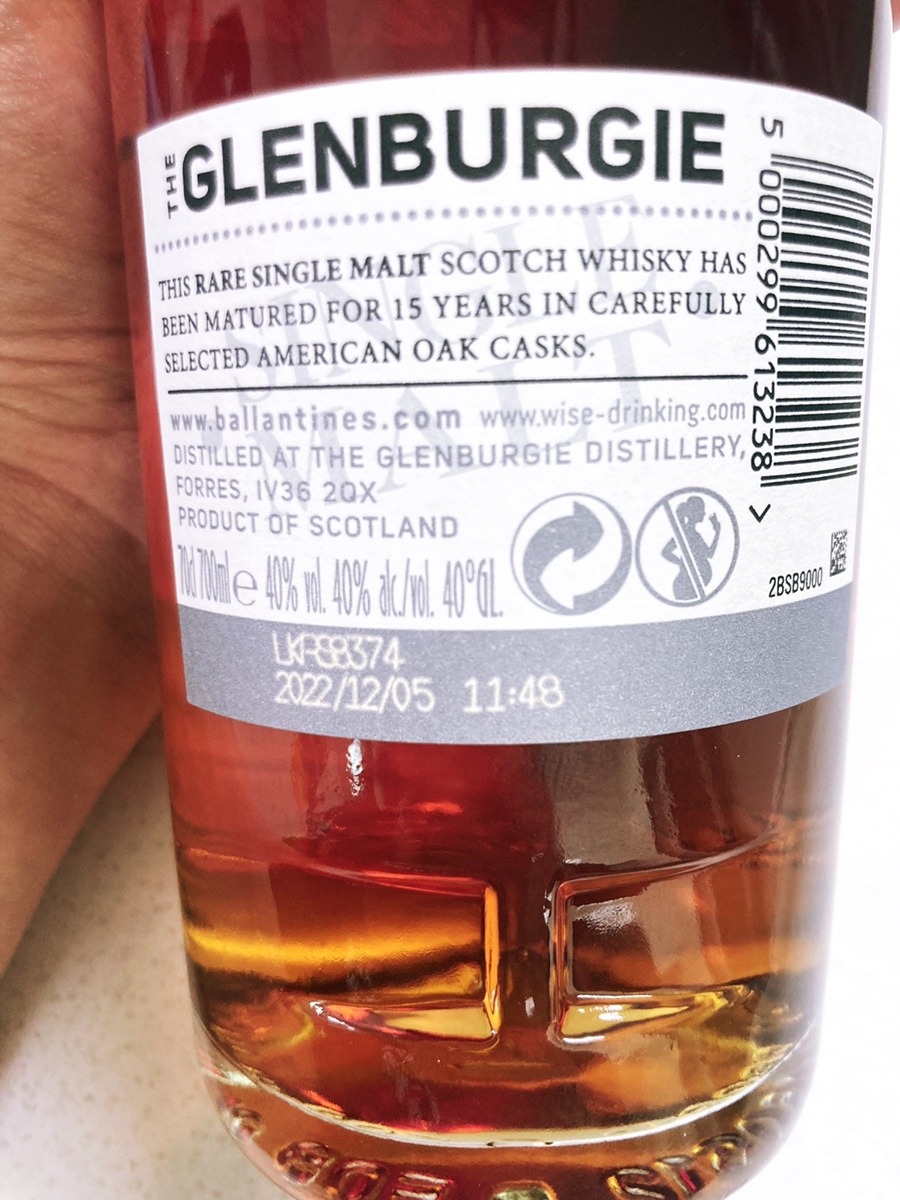 THE GLENBURGIE
SINGLE
MALT.
THIS RARE SINGLE MALT SCOTCH WHISKY HAS
BEEN MATURED FOR 15 YEARS IN CAREFULLY
SELECTED AMERICAN OAK CASKS.
www.ballantines.com www.wise-drinking.com
DISTILLED AT THE GLENBURGIE DISTILLERY,
FORRES, IV36 2QX
PRODUCT OF SCOTLAND
70cl 700ml e 40% vol. 40% alc./vol. 40°GL.
5 000299 613238 >
2BSB9000
2022/12/05 11:48